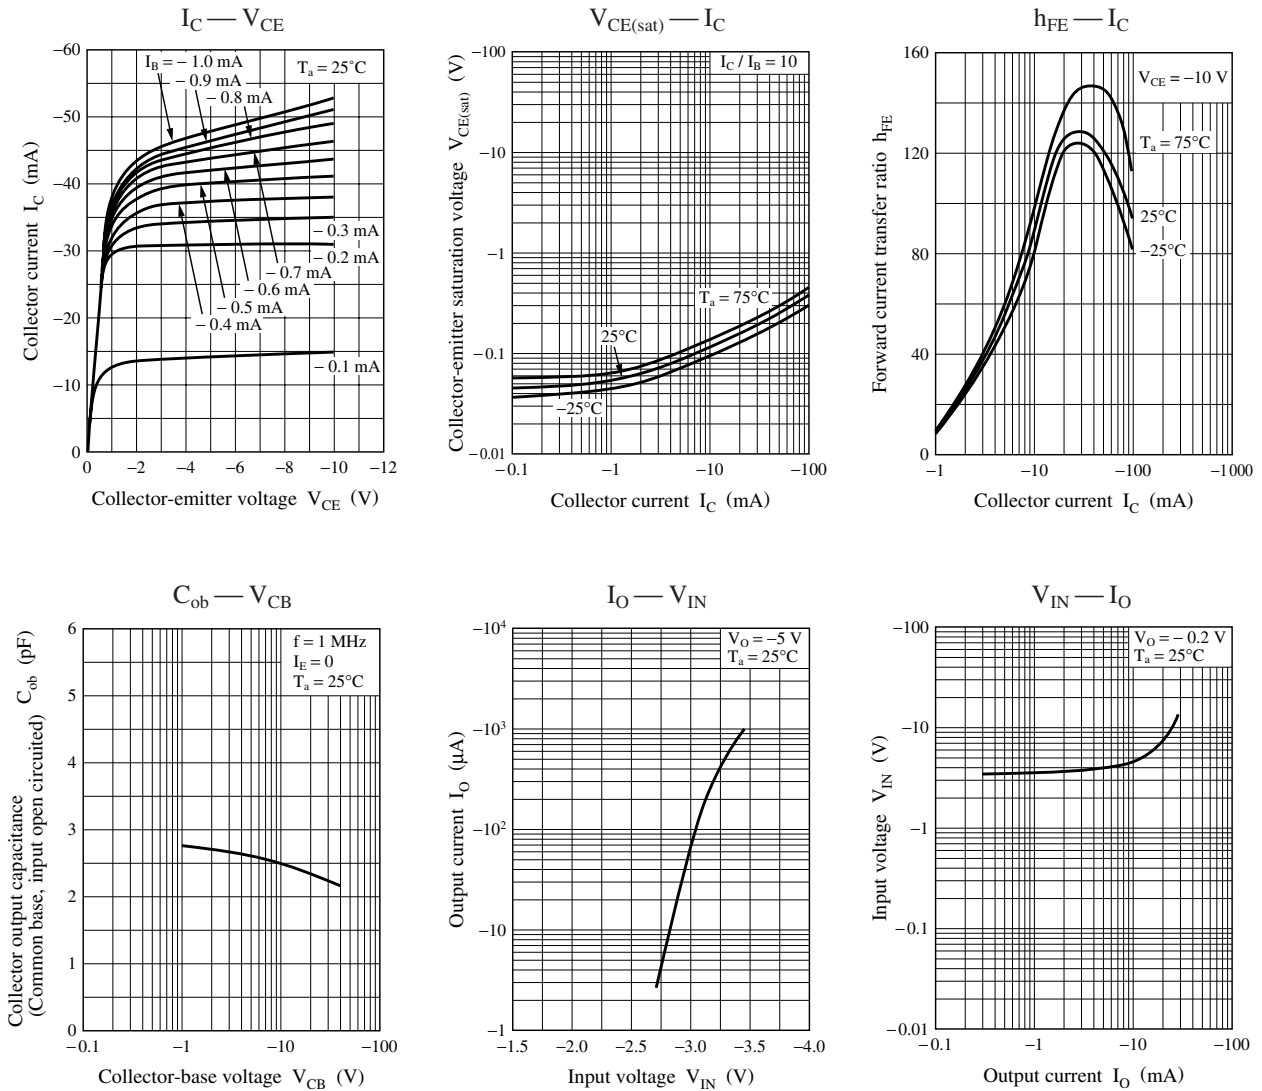 I_C — V_CE
−60
−50
−40
−30
−20
−10
0
0 −2 −4 −6 −8 −10 −12
I_B = − 1.0 mA
− 0.9 mA
− 0.8 mA
T_a = 25˚C
− 0.3 mA
− 0.2 mA
− 0.7 mA
− 0.6 mA
− 0.5 mA
− 0.4 mA
− 0.1 mA
Collector current I_C (mA)
Collector-emitter voltage V_CE (V)
V_CE(sat) — I_C
−100
−10
−1
−0.1
−0.01
−0.1 −1 −10 −100
I_C / I_B = 10
T_a = 75°C
25°C
−25°C
Collector-emitter saturation voltage V_CE(sat) (V)
Collector current I_C (mA)
h_FE — I_C
160
120
80
40
0
−1 −10 −100 −1 000
V_CE = −10 V
T_a = 75°C
25°C
−25°C
Forward current transfer ratio h_FE
Collector current I_C (mA)
C_ob — V_CB
6
5
4
3
2
1
0
−0.1 −1 −10 −100
f = 1 MHz
I_E = 0
T_a = 25°C
Collector output capacitance
(Common base, input open circuited) C_ob (pF)
Collector-base voltage V_CB (V)
I_O — V_IN
−10⁴
−10³
−10²
−10
−1
−1.5 −2.0 −2.5 −3.0 −3.5 −4.0
V_O = −5 V
T_a = 25°C
Output current I_O (µA)
Input voltage V_IN (V)
V_IN — I_O
−100
−10
−1
−0.1
−0.01
−0.1 −1 −10 −100
V_O = − 0.2 V
T_a = 25°C
Input voltage V_IN (V)
Output current I_O (mA)